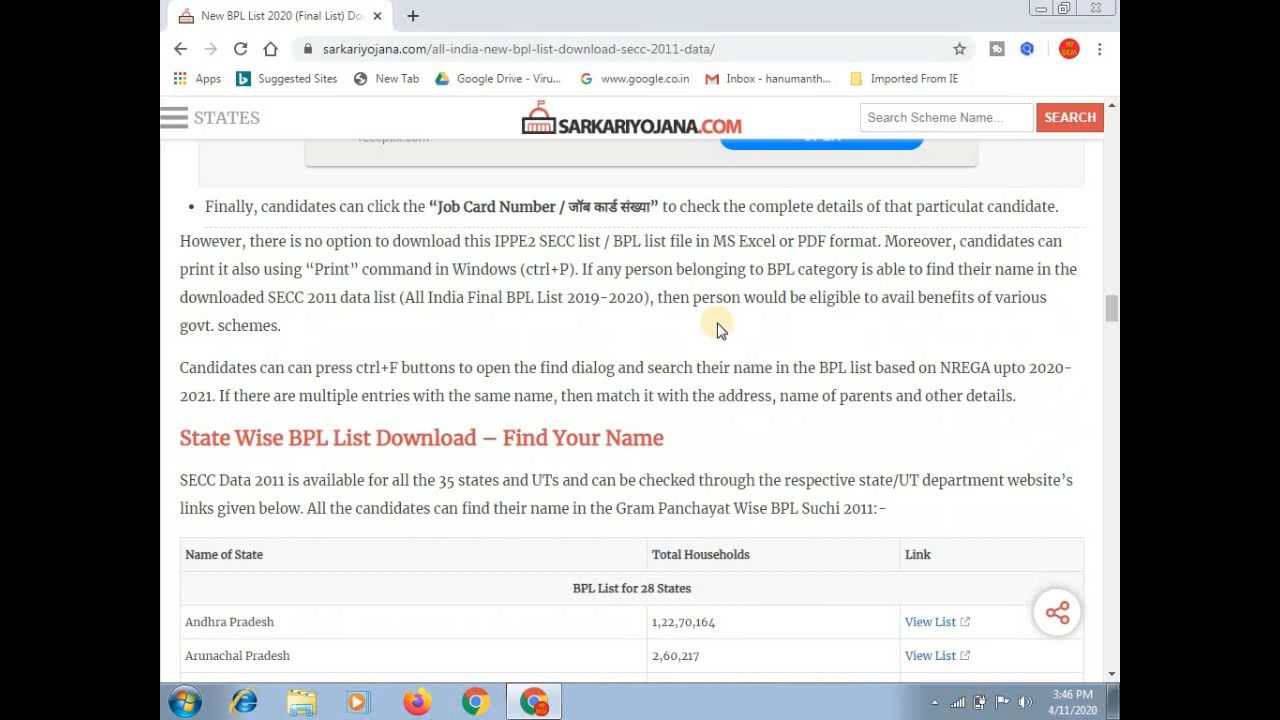 New BPL List 2020 (Final List) Do
sarkariyojana.com/all-india-new-bpl-list-download-secc-2011-data/
Apps Suggested Sites New Tab Google Drive - Viru... www.google.co.in Inbox - hanumanth... Imported From IE
STATES SARKARIYOJANA.COM Search Scheme Name... SEARCH
Finally, candidates can click the “Job Card Number / जॉब कार्ड संख्या” to check the complete details of that particulat candidate.
However, there is no option to download this IPPE2 SECC list / BPL list file in MS Excel or PDF format. Moreover, candidates can
print it also using “Print” command in Windows (ctrl+P). If any person belonging to BPL category is able to find their name in the
downloaded SECC 2011 data list (All India Final BPL List 2019-2020), then person would be eligible to avail benefits of various
govt. schemes.
Candidates can can press ctrl+F buttons to open the find dialog and search their name in the BPL list based on NREGA upto 2020-
2021. If there are multiple entries with the same name, then match it with the address, name of parents and other details.
State Wise BPL List Download – Find Your Name
SECC Data 2011 is available for all the 35 states and UTs and can be checked through the respective state/UT department website’s
links given below. All the candidates can find their name in the Gram Panchayat Wise BPL Suchi 2011:-
Name of State Total Households Link
BPL List for 28 States
Andhra Pradesh 1,22,70,164 View List
Arunachal Pradesh 2,60,217 View List
3:46 PM
4/11/2020